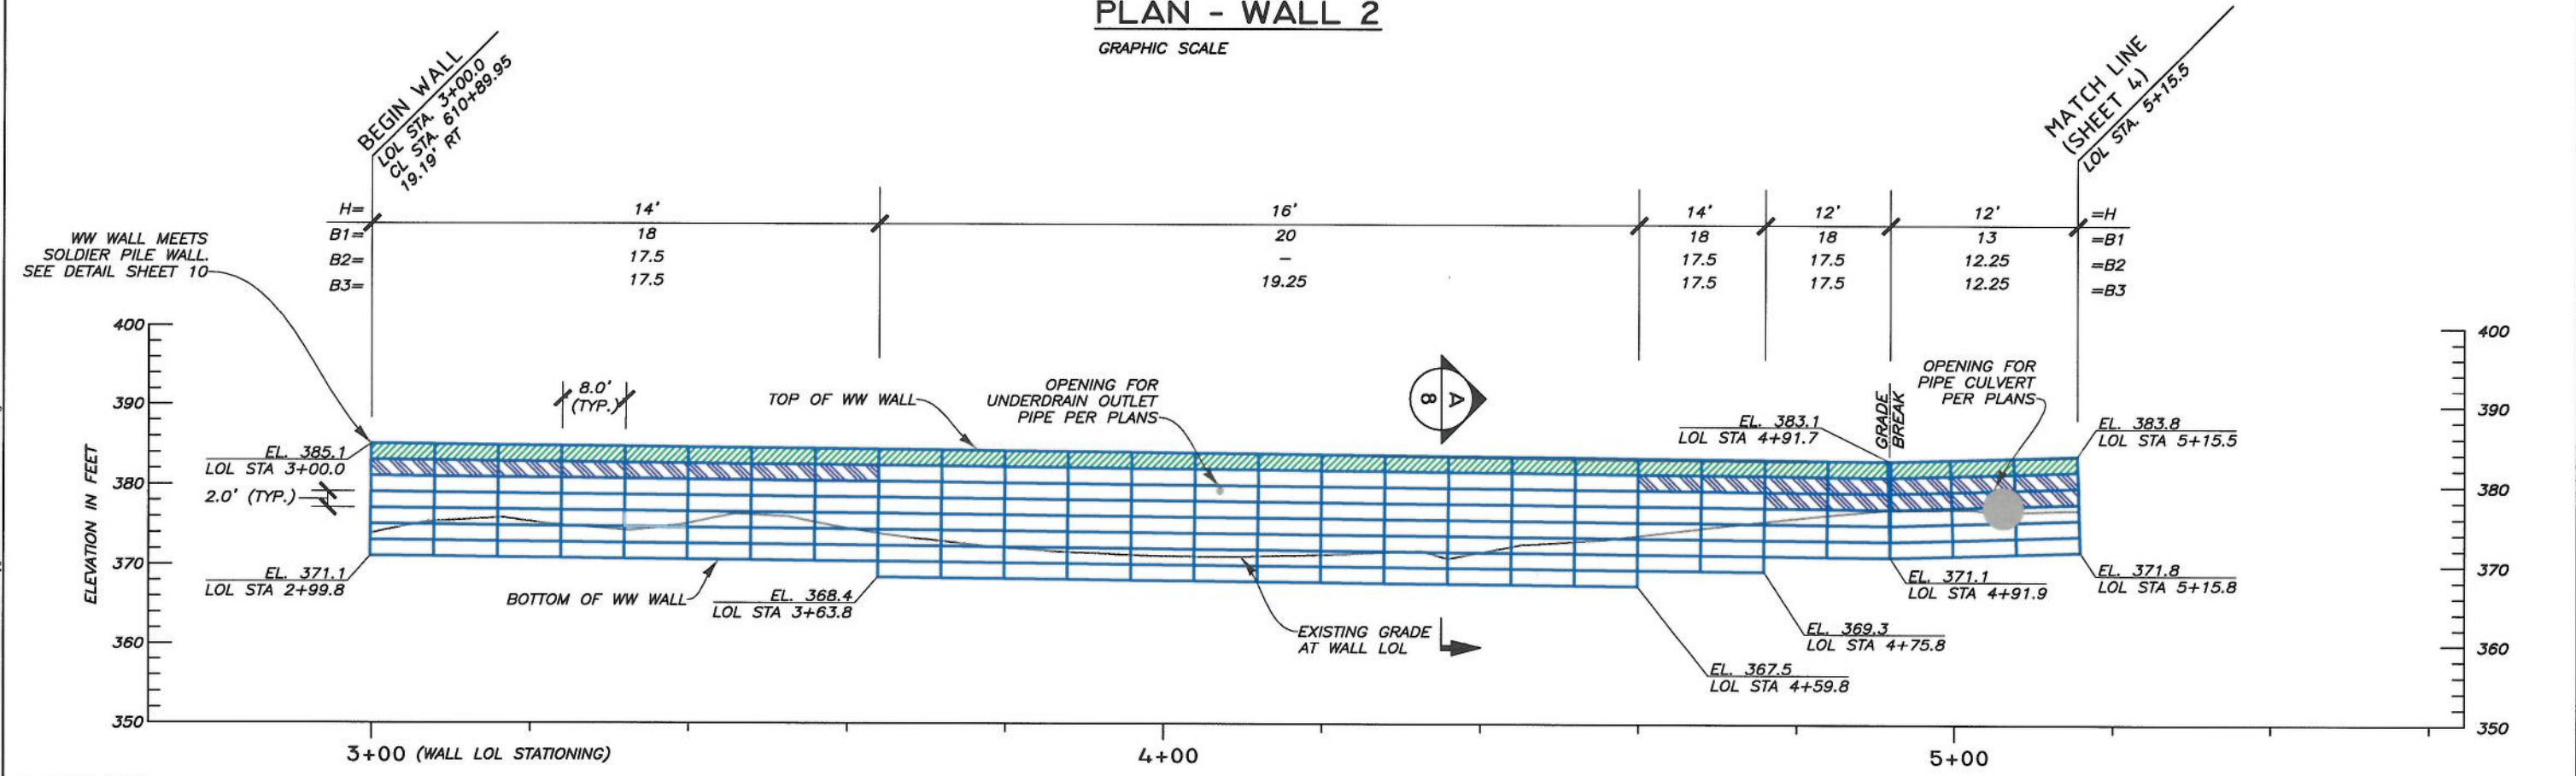 PLAN - WALL 2
GRAPHIC SCALE
BEGIN WALL
LOL STA. 3+00.0
CL STA. 610+89.95
19.19' RT
MATCH LINE
(SHEET 4)
LOL STA. 5+15.5
H= 14' 16' 14' 12' 12' =H
B1= 18 20 18 18 13 =B1
B2= 17.5 - 17.5 17.5 12.25 =B2
B3= 17.5 19.25 17.5 17.5 12.25 =B3
WW WALL MEETS
SOLDIER PILE WALL.
SEE DETAIL SHEET 10
8.0'
(TYP.)
TOP OF WW WALL
OPENING FOR
UNDERDRAIN OUTLET
PIPE PER PLANS
A
8
EL. 383.1
LOL STA 4+91.7
GRADE
BREAK
OPENING FOR
PIPE CULVERT
PER PLANS
EL. 383.8
LOL STA 5+15.5
EL. 385.1
LOL STA 3+00.0
2.0' (TYP.)
EL. 371.1
LOL STA 2+99.8
BOTTOM OF WW WALL
EL. 368.4
LOL STA 3+63.8
EXISTING GRADE
AT WALL LOL
EL. 367.5
LOL STA 4+59.8
EL. 369.3
LOL STA 4+75.8
EL. 371.1
LOL STA 4+91.9
EL. 371.8
LOL STA 5+15.8
ELEVATION IN FEET
400
390
380
370
360
350
400
390
380
370
360
350
3+00 (WALL LOL STATIONING)
4+00
5+00